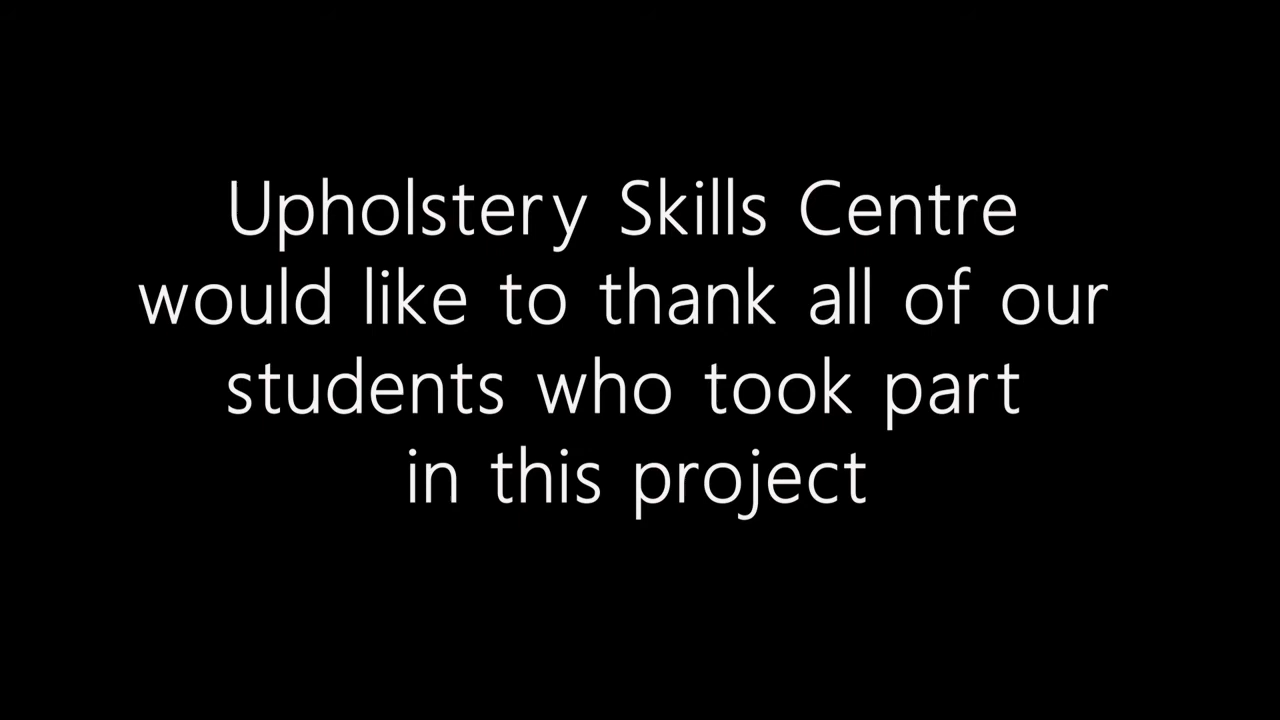 Upholstery Skills Centre
would like to thank all of our
students who took part
in this project